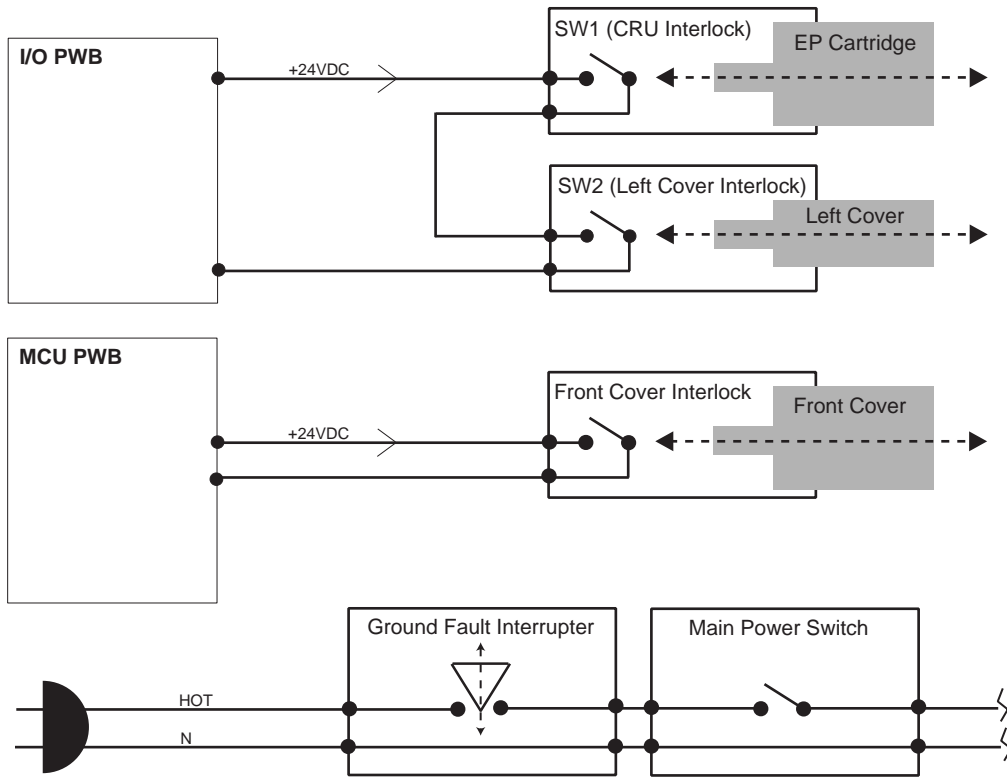 I/O PWB
SW1 (CRU Interlock)
EP Cartridge
+24VDC
SW2 (Left Cover Interlock)
Left Cover
MCU PWB
Front Cover Interlock
Front Cover
+24VDC
Ground Fault Interrupter
Main Power Switch
HOT
N